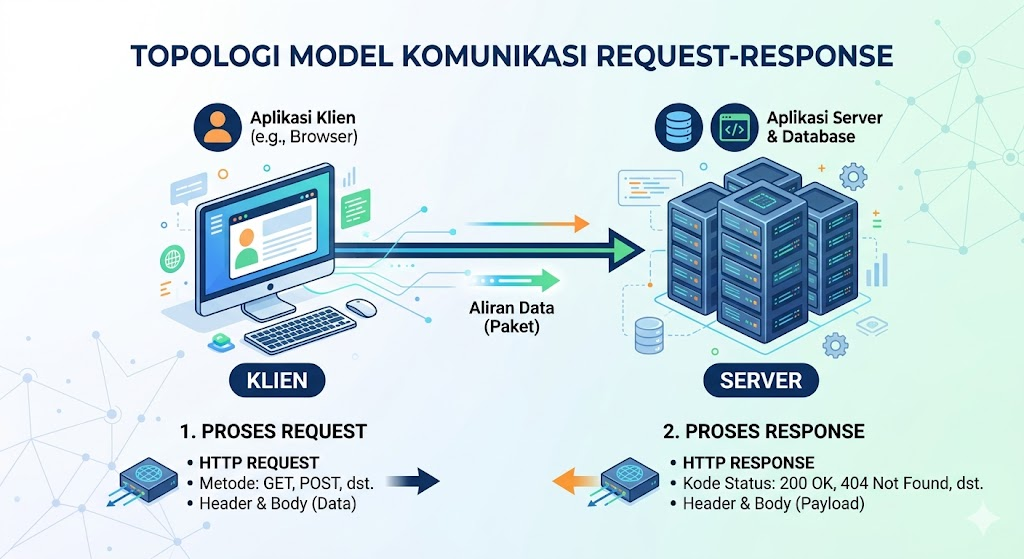 TOPOLOGI MODEL KOMUNIKASI REQUEST-RESPONSE
Aplikasi Klien
(e.g., Browser)
Aplikasi Server
& Database
Aliran Data
(Paket)
KLIEN
SERVER
1. PROSES REQUEST
• HTTP REQUEST
• Metode: GET, POST, dst.
• Header & Body (Data)
2. PROSES RESPONSE
• HTTP RESPONSE
• Kode Status: 200 OK, 404 Not Found, dst.
• Header & Body (Payload)